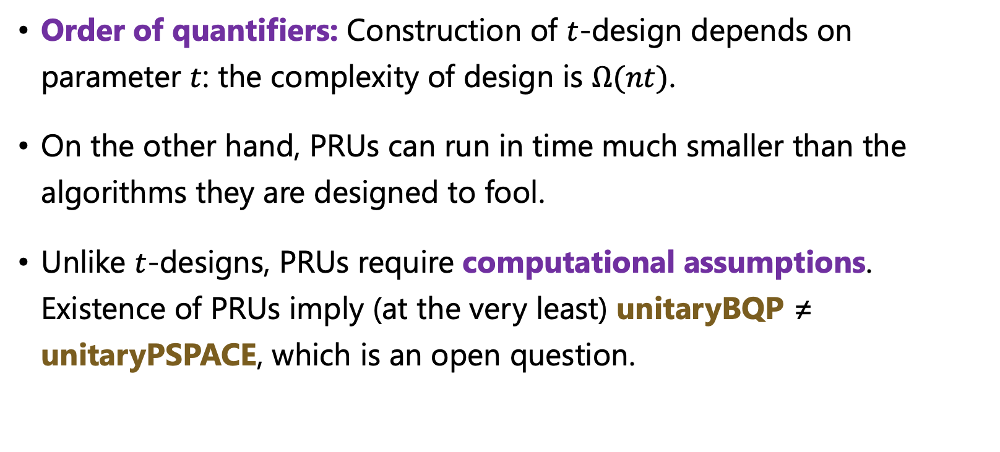 • Order of quantifiers: Construction of t-design depends on
parameter t: the complexity of design is Ω(nt).
• On the other hand, PRUs can run in time much smaller than the
algorithms they are designed to fool.
• Unlike t-designs, PRUs require computational assumptions.
Existence of PRUs imply (at the very least) unitaryBQP ≠
unitaryPSPACE, which is an open question.